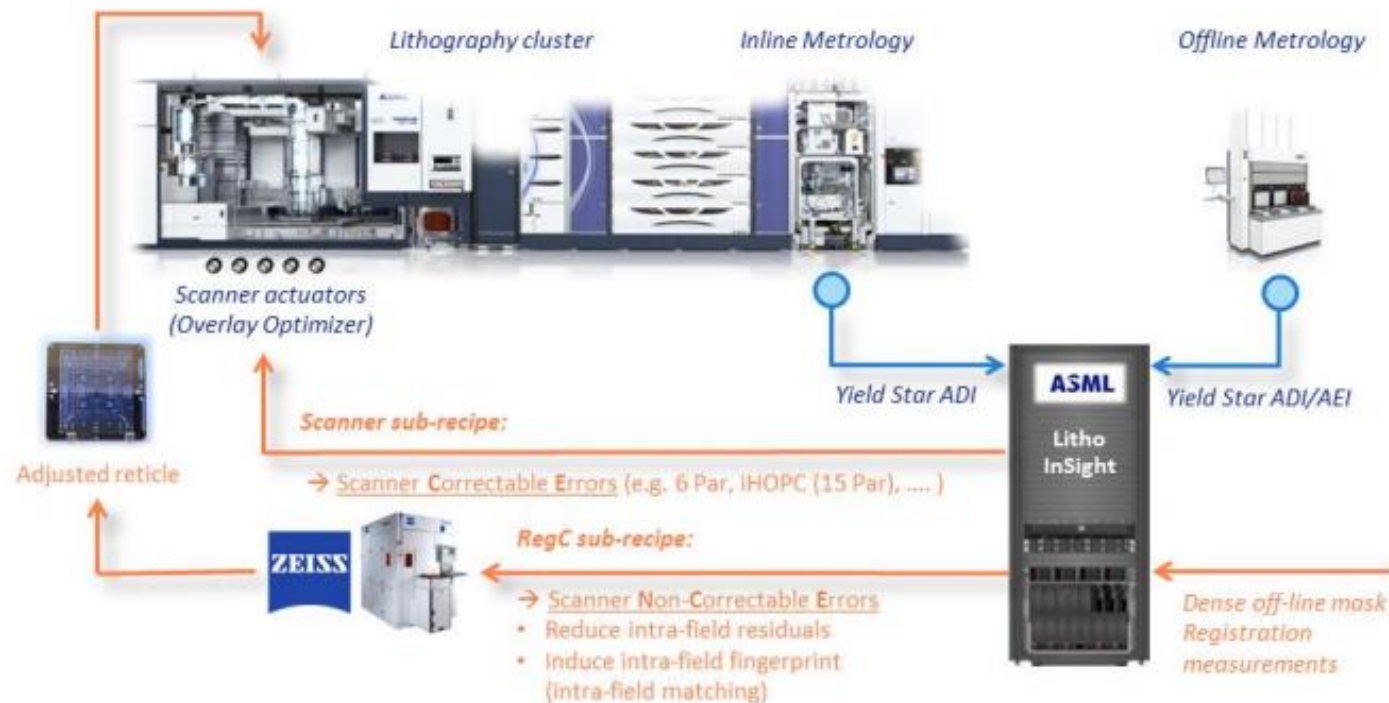 Lithography cluster
Inline Metrology
Offline Metrology
Scanner actuators
(Overlay Optimizer)
Yield Star ADI
ASML
Yield Star ADI/AEI
Litho
InSight
Scanner sub-recipe:
Adjusted reticle
→ Scanner Correctable Errors (e.g. 6 Par, iHOPC (15 Par), .... )
RegC sub-recipe:
ZEISS
→ Scanner Non-Correctable Errors
• Reduce intra-field residuals
• Induce intra-field fingerprint
(intra-field matching)
Dense off-line mask
Registration
measurements